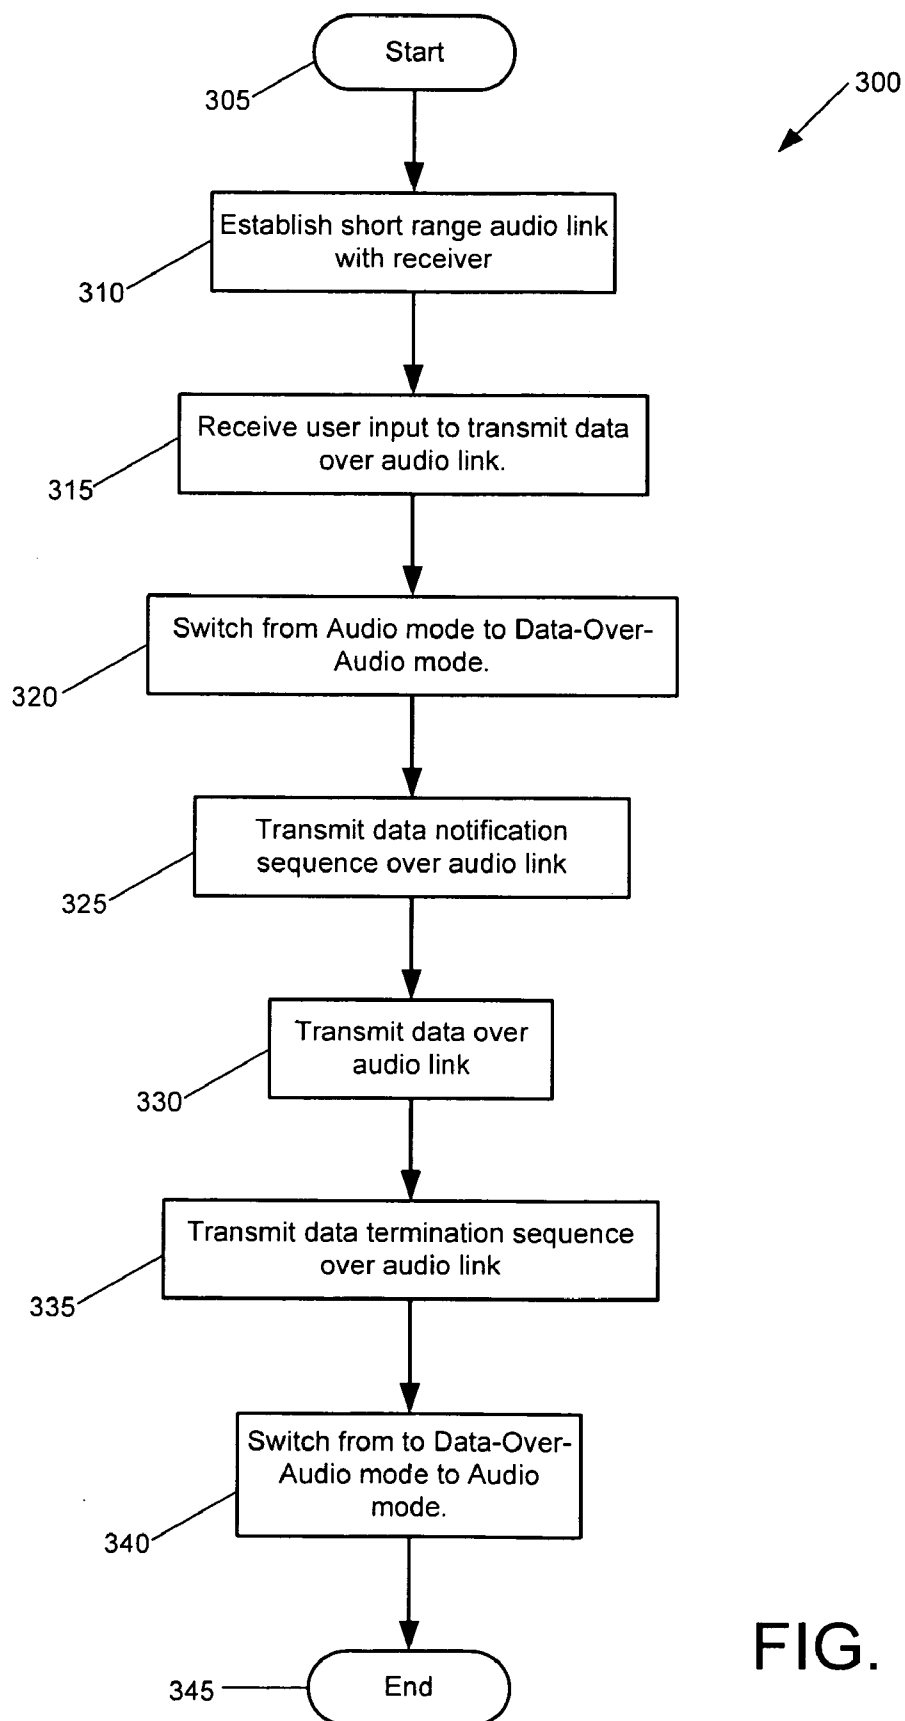 Start
305
300
Establish short range audio link
with receiver
310
Receive user input to transmit data
over audio link.
315
Switch from Audio mode to Data-Over-
Audio mode.
320
Transmit data notification
sequence over audio link
325
Transmit data over
audio link
330
Transmit data termination sequence
over audio link
335
Switch from to Data-Over-
Audio mode to Audio
mode.
340
FIG.
End
345